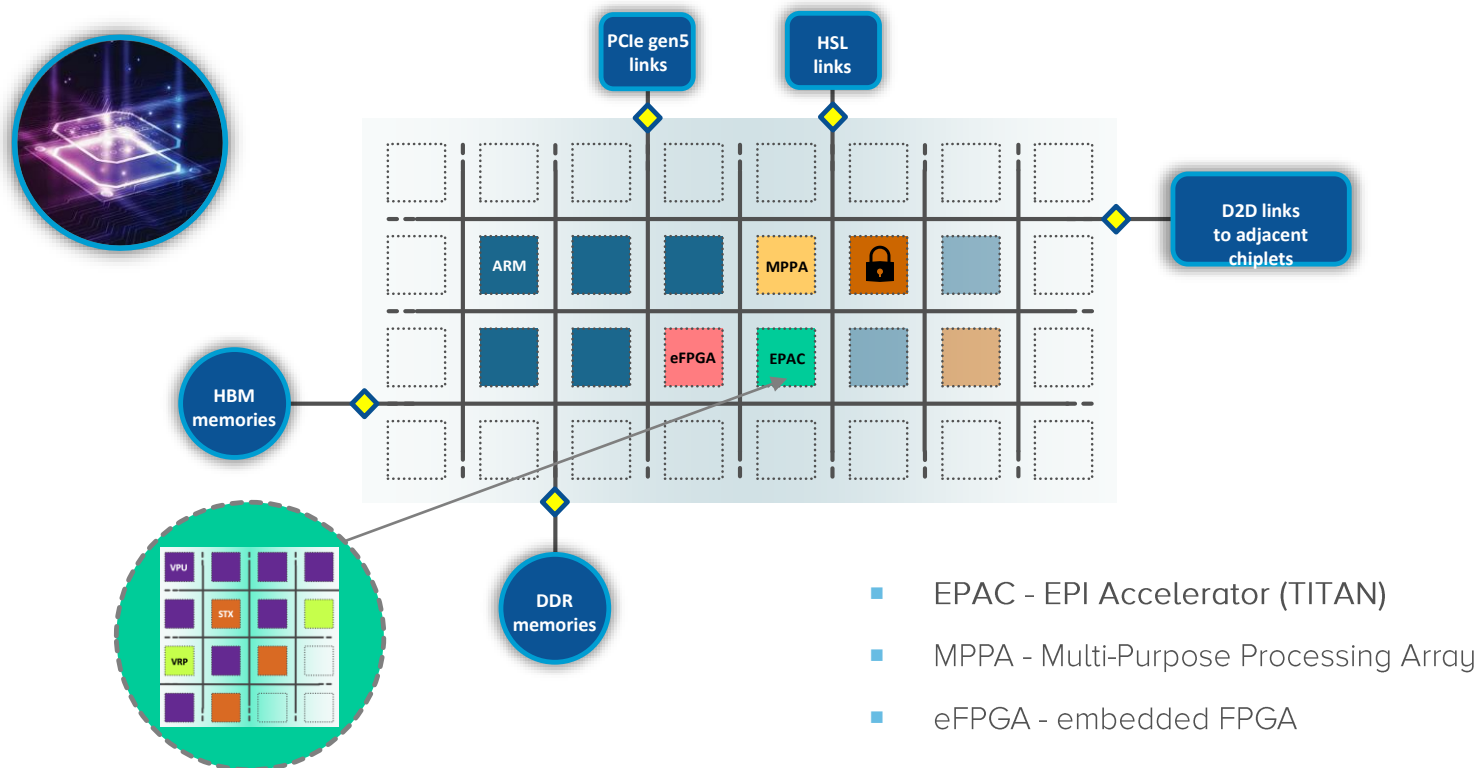 PCIe gen5
links
HSL
links
D2D links
to adjacent
chiplets
ARM
MPPA
eFPGA
EPAC
HBM
memories
VPU
STX
VRP
DDR
memories
EPAC - EPI Accelerator (TITAN)
MPPA - Multi-Purpose Processing Array
eFPGA - embedded FPGA